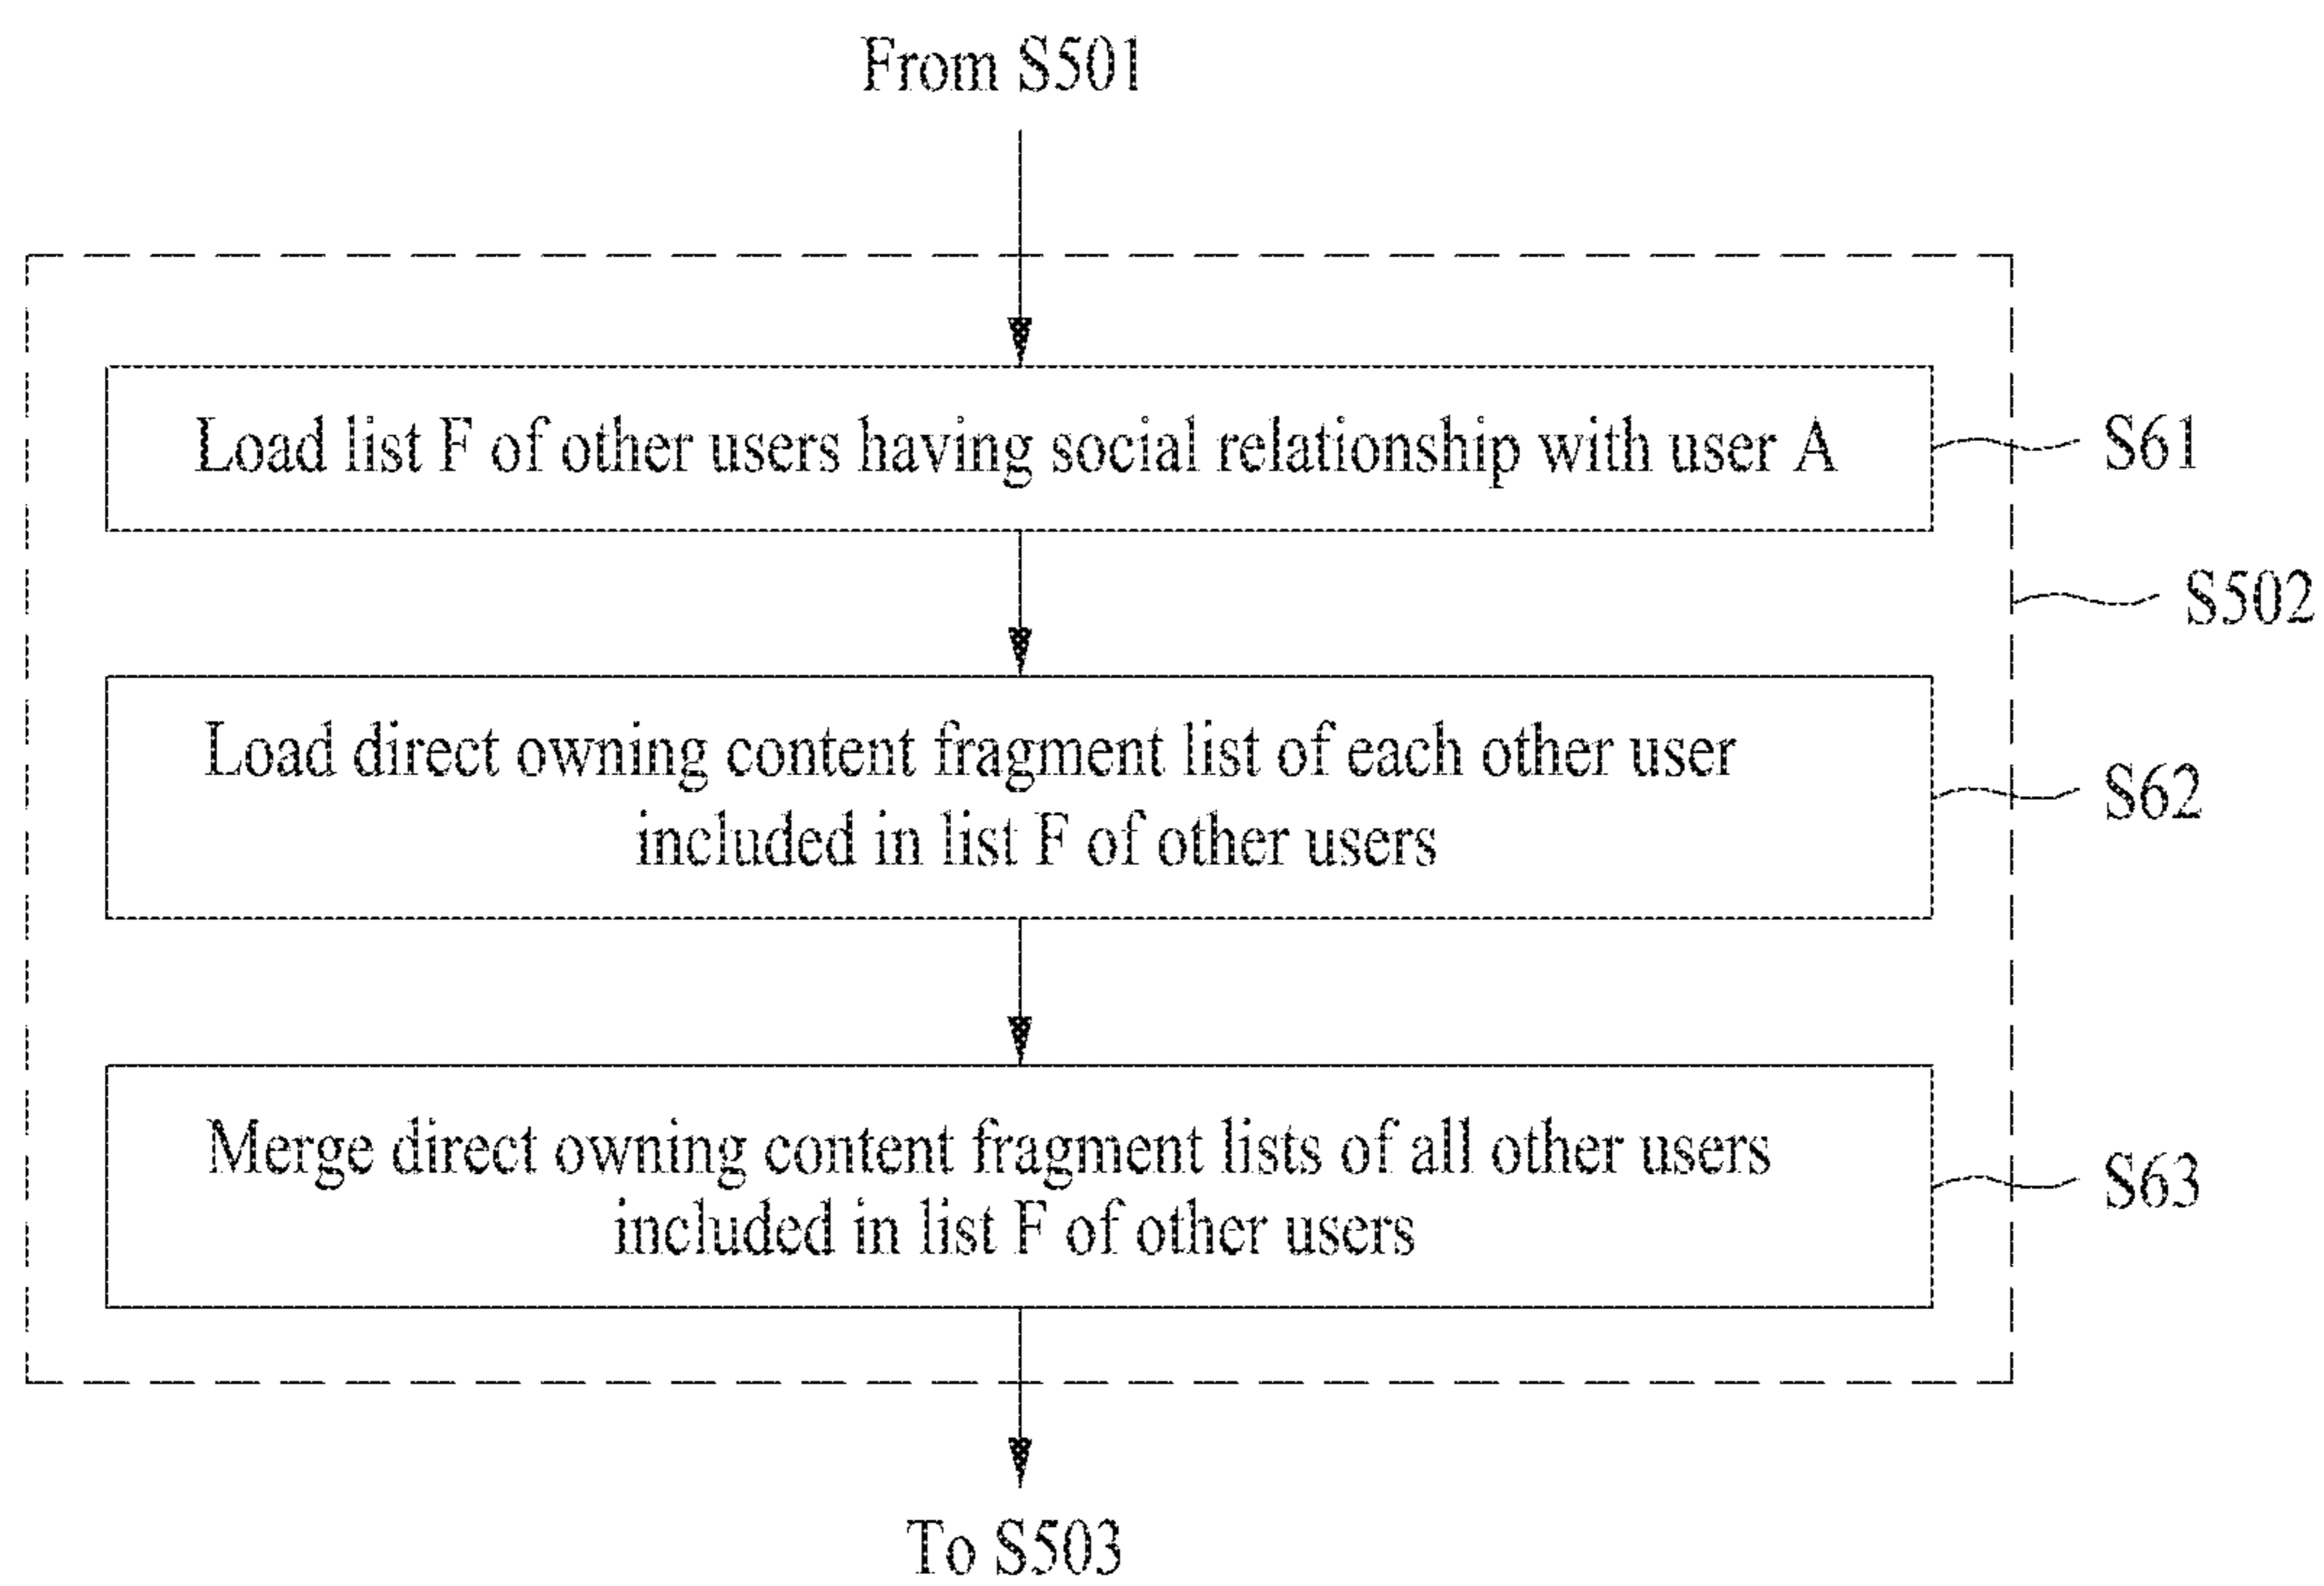 From S501
Load list F of other users having social relationship with user A
S61
S502
Load direct owning content fragment list of each other user
included in list F of other users
S62
Merge direct owning content fragment lists of all other users
included in list F of other users
S63
To S503